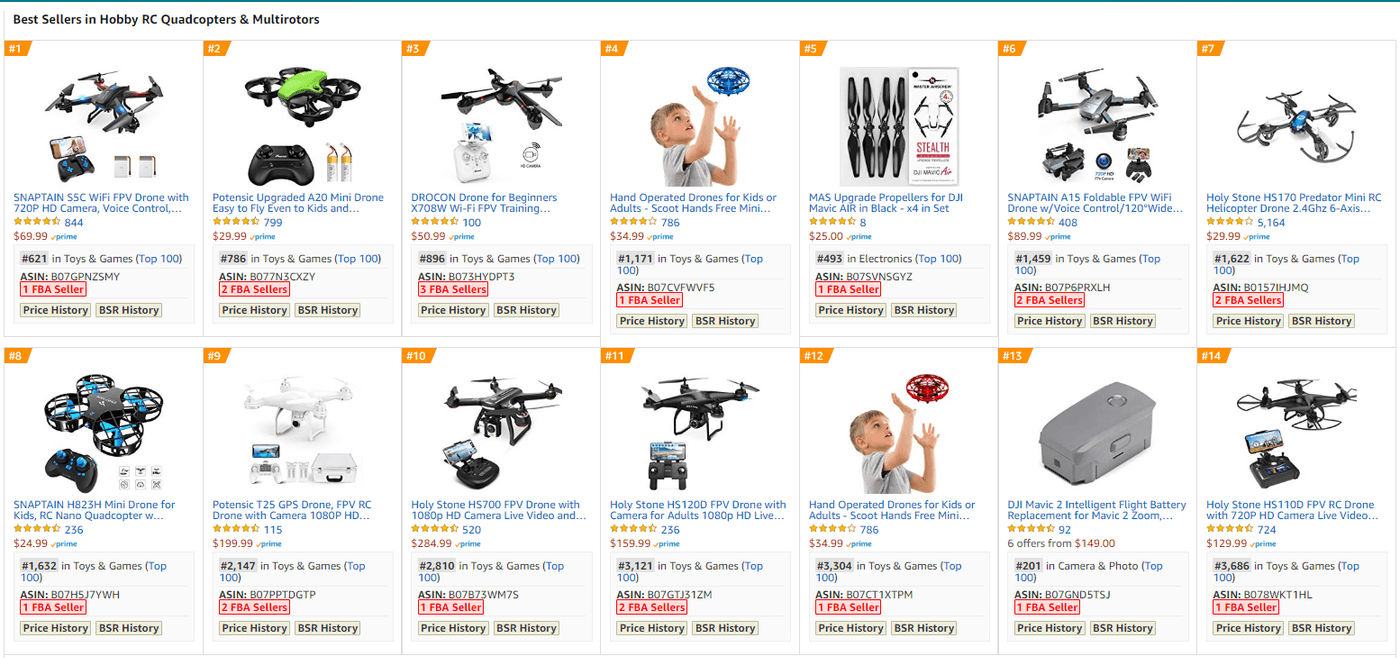 Best Sellers in Hobby RC Quadcopters & Multirotors
#1
SNAPTAIN S5C WiFi FPV Drone with
720P HD Camera, Voice Control,...
844
$69.99 prime
#621 in Toys & Games (Top 100)
ASIN: B07GPNZSMY
1 FBA Seller
Price History BSR History
#2
Potensic Upgraded A20 Mini Drone
Easy to Fly Even to Kids and...
799
$29.99 prime
#786 in Toys & Games (Top 100)
ASIN: B077N3CXZY
2 FBA Sellers
Price History BSR History
#3
HD CAMERA
DROCON Drone for Beginners
X708W Wi-Fi FPV Training...
100
$50.99 prime
#896 in Toys & Games (Top 100)
ASIN: B073HYDPT3
3 FBA Sellers
Price History BSR History
#4
Hand Operated Drones for Kids or
Adults - Scoot Hands Free Mini...
786
$34.99 prime
#1,171 in Toys & Games (Top
100)
ASIN: B07CVFWVF5
1 FBA Seller
Price History BSR History
#5
MASTER AIRSCREW
STEALTH
DJI MAVIC Air
MAS Upgrade Propellers for DJI
Mavic AIR in Black - x4 in Set
8
$25.00 prime
#493 in Electronics (Top 100)
ASIN: B075VNSGYZ
1 FBA Seller
Price History BSR History
#6
720P HD
SNAPTAIN A15 Foldable FPV WiFi
Drone w/Voice Control/120°Wide...
408
$89.99 prime
#1,459 in Toys & Games (Top
100)
ASIN: B07P6PRXLH
2 FBA Sellers
Price History BSR History
#7
Holy Stone HS170 Predator Mini RC
Helicopter Drone 2.4Ghz 6-Axis...
5,164
$29.99 prime
#1,622 in Toys & Games (Top
100)
ASIN: B0157IHJMQ
2 FBA Sellers
Price History BSR History
#8
SNAPTAIN H823H Mini Drone for
Kids, RC Nano Quadcopter w...
236
$24.99 prime
#1,632 in Toys & Games (Top
100)
ASIN: B07H5J7YWH
1 FBA Seller
Price History BSR History
#9
Potensic T25 GPS Drone, FPV RC
Drone with Camera 1080P HD...
115
$199.99 prime
#2,147 in Toys & Games (Top
100)
ASIN: B07PPTDGTP
2 FBA Sellers
Price History BSR History
#10
Holy Stone HS700 FPV Drone with
1080p HD Camera Live Video and...
520
$284.99 prime
#2,810 in Toys & Games (Top
100)
ASIN: B07B73WM7S
1 FBA Seller
Price History BSR History
#11
Holy Stone HS120D FPV Drone with
Camera for Adults 1080p HD Live...
236
$159.99 prime
#3,121 in Toys & Games (Top
100)
ASIN: B07GTJ31ZM
2 FBA Sellers
Price History BSR History
#12
Hand Operated Drones for Kids or
Adults - Scoot Hands Free Mini...
786
$34.99 prime
#3,304 in Toys & Games (Top
100)
ASIN: B07CT1XTPM
1 FBA Seller
Price History BSR History
#13
DJI Mavic 2 Intelligent Flight Battery
Replacement for Mavic 2 Zoom,...
92
6 offers from $149.00
#201 in Camera & Photo (Top
100)
ASIN: B07GND5TSJ
1 FBA Seller
Price History BSR History
#14
Holy Stone HS110D FPV RC Drone
with 720P HD Camera Live Video...
724
$129.99 prime
#3,686 in Toys & Games (Top
100)
ASIN: B078WKT1HL
1 FBA Seller
Price History BSR History